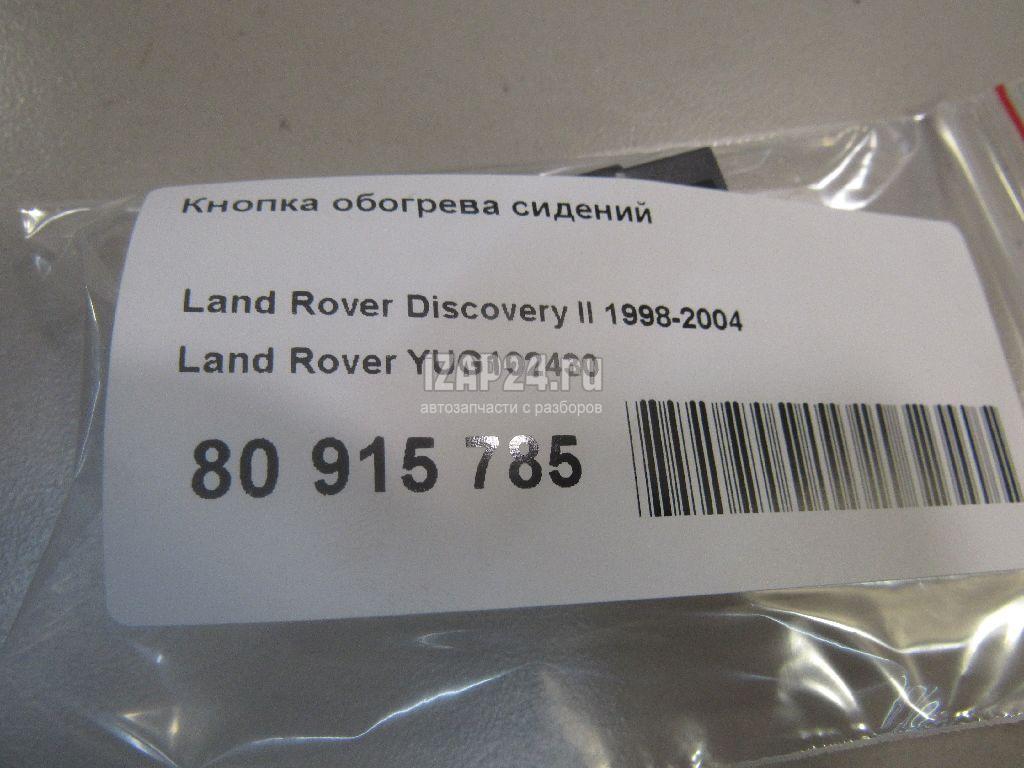 Кнопка обогрева сидений
Land Rover Discovery II 1998-2004
Land Rover YUG102430
IZAP24.ru
автозапчасти с разборов
80 915 785